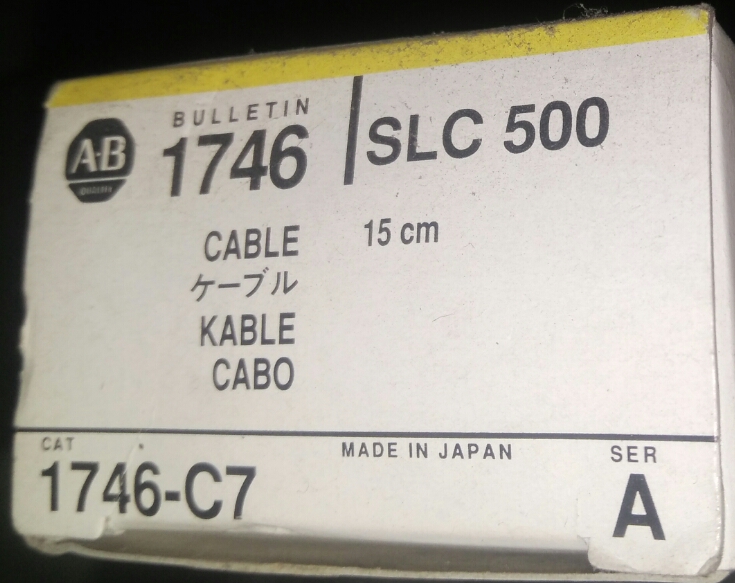 BULLETIN
A-B 1746 SLC 500
CABLE 15 cm
ケーブル
KABLE
CABO
CAT MADE IN JAPAN SER
1746-C7 A